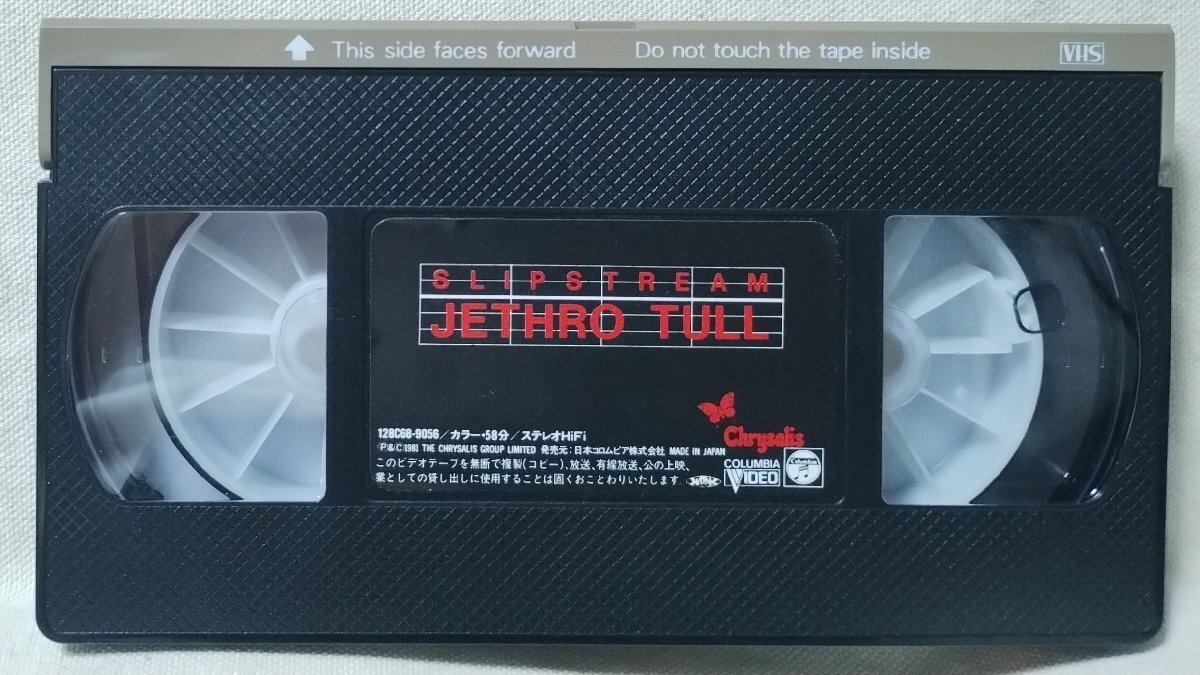 This side faces forward Do not touch the tape inside VHS
SLIPSTREAM
JETHRO TULL
Chrysalis
128C68-9056/カラー・58分/ステレオHiFi
Ⓟ&Ⓒ1981 THE CHRYSALIS GROUP LIMITED 発売元:日本コロムビア株式会社 MADE IN JAPAN
このビデオテープを無断で複製(コピー)、放送、有線放送、公の上映、
業としての貸し出しに使用することは固くおことわりいたします。
COLUMBIA
VIDEO
Columbia